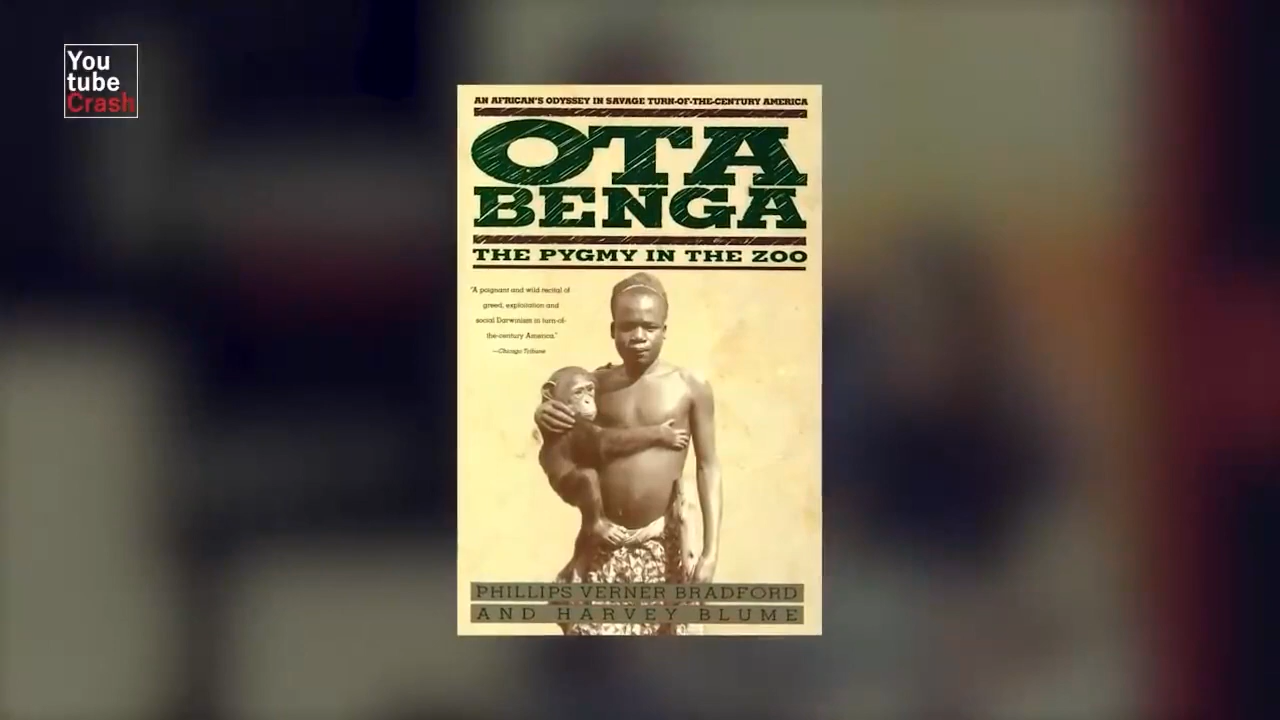 You
tube
Crash
AN AFRICAN'S ODYSSEY IN SAVAGE TURN-OF-THE-CENTURY AMERICA
OTA
BENGA
THE PYGMY IN THE ZOO
"A poignant and wild recital of
greed, exploitation and
social Darwinism in turn-of-
the-century America."
—Chicago Tribune
PHILLIPS VERNER BRADFORD
AND HARVEY BLUME